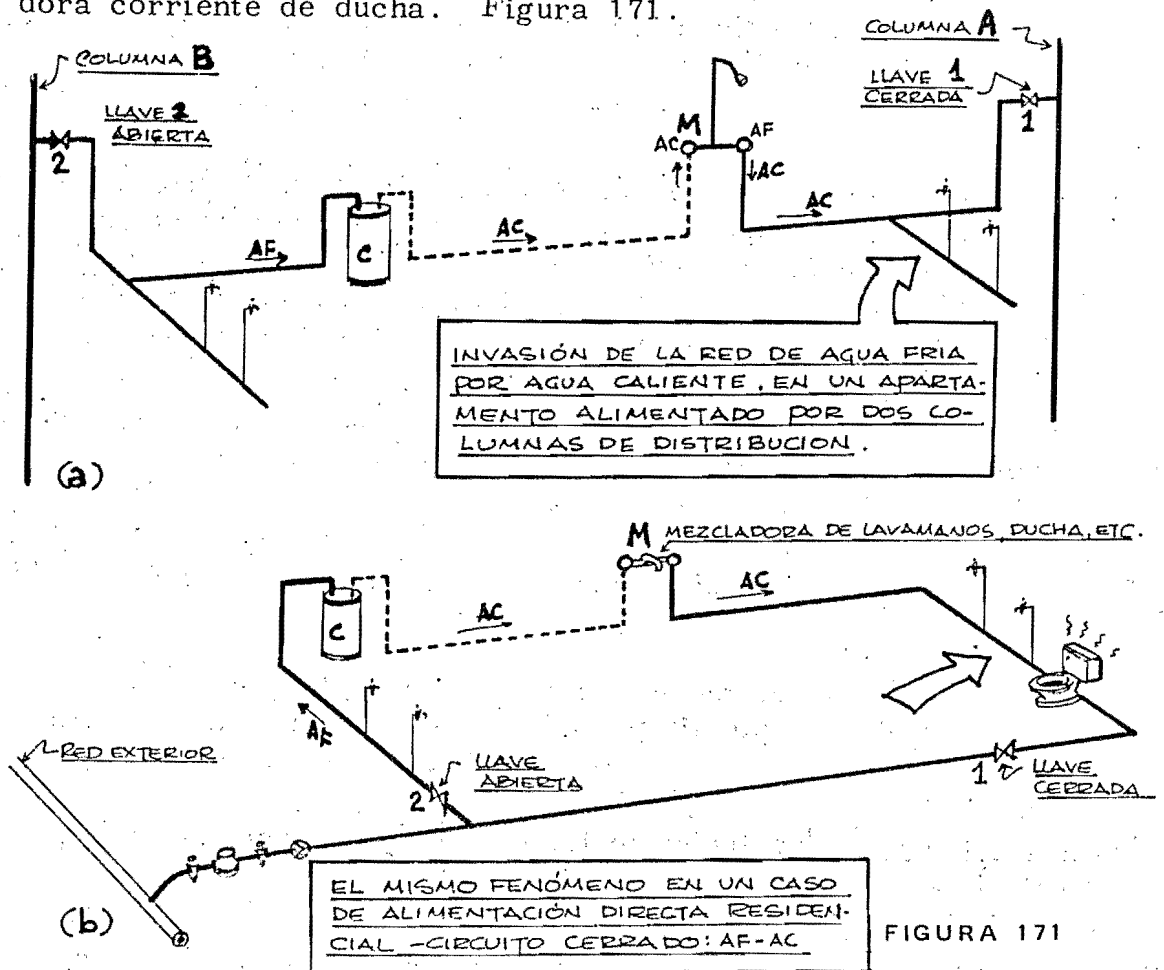 dora corriente de ducha. Figura 171.
COLUMNA B
COLUMNA A
LLAVE 2
ABIERTA
2
LLAVE 1
CERRADA
1
M
AC
AF
AC
AC
AF
C
AC
INVASIÓN DE LA RED DE AGUA FRIA
POR AGUA CALIENTE, EN UN APARTA-
MENTO ALIMENTADO POR DOS CO-
LUMNAS DE DISTRIBUCION.
(a)
M MEZCLADORA DE LAVAMANOS, DUCHA, ETC.
AC
C
AC
AF
RED EXTERIOR
LLAVE
ABIERTA
2
1
LLAVE
CERRADA
(b)
EL MISMO FENÓMENO EN UN CASO
DE ALIMENTACIÓN DIRECTA RESIDEN-
CIAL -CIRCUITO CERRADO: AF-AC
FIGURA 171